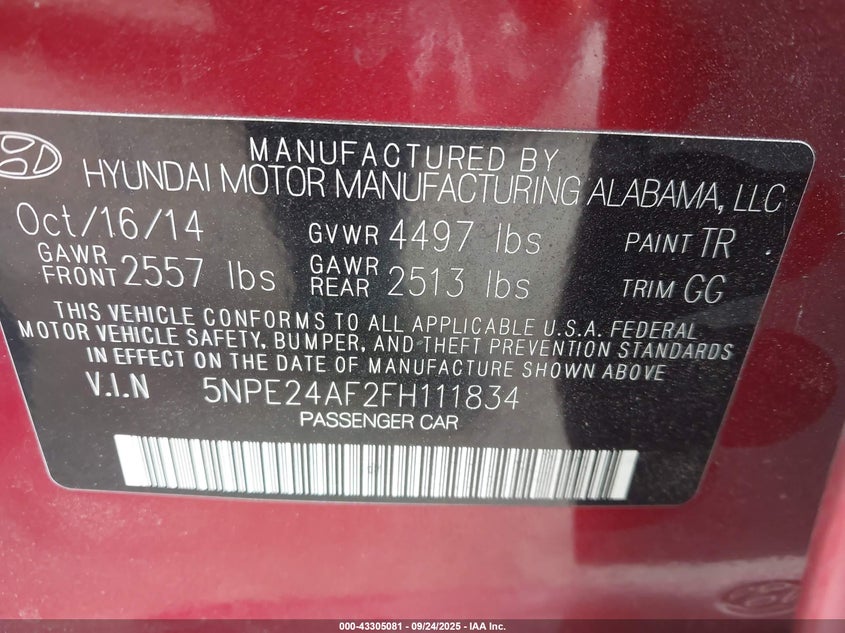 MANUFACTURED BY
HYUNDAI MOTOR MANUFACTURING ALABAMA, LLC
Oct/16/14 GVWR 4497 lbs PAINT TR
GAWR FRONT 2557 lbs GAWR REAR 2513 lbs TRIM GG
THIS VEHICLE CONFORMS TO ALL APPLICABLE U.S.A. FEDERAL
MOTOR VEHICLE SAFETY, BUMPER, AND THEFT PREVENTION STANDARDS
IN EFFECT ON THE DATE OF MANUFACTURE SHOWN ABOVE
V.I.N 5NPE24AF2FH111834
PASSENGER CAR
000-43305081 - 09/24/2025 - IAA Inc.